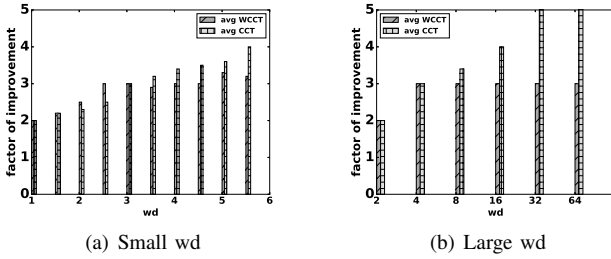 avg WCCT
avg CCT
factor of improvement
5
4
3
2
1
0
1 2 3 4 5 6
wd
(a) Small wd
avg WCCT
avg CCT
factor of improvement
5
4
3
2
1
0
2 4 8 16 32 64
wd
(b) Large wd